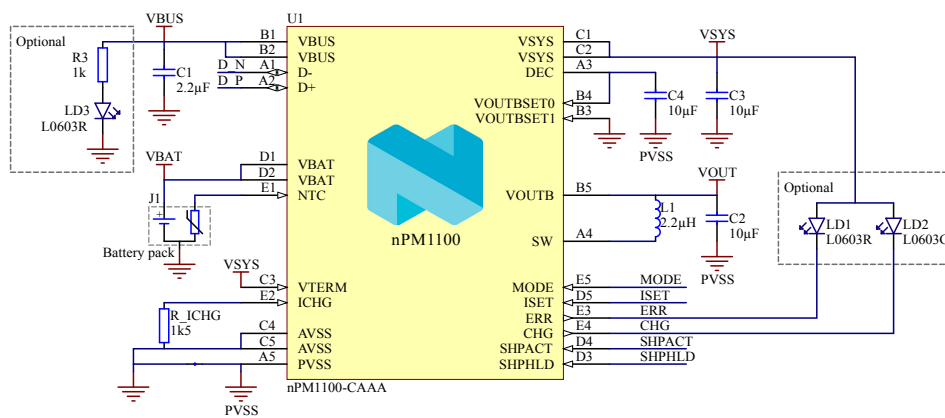 VBUS
U1
Optional
R3
1k
LD3
L0603R
C1
2.2µF
D_N
D_P
B1
B2
A1
A2
VBUS
VBUS
D-
D+
VBAT
D1
D2
E1
VBAT
VBAT
NTC
J1
+
Battery pack
VSYS
C3
E2
VTERM
ICHG
R_ICHG
1k5
C4
C5
A5
AVSS
AVSS
PVSS
PVSS
nPM1100
nPM1100-CAAA
VSYS
VSYS
DEC
VOUTBSET0
VOUTBSET1
C1
C2
A3
B4
B3
C4
10µF
PVSS
VSYS
C3
10µF
VOUTB
SW
B5
A4
L1
2.2µH
VOUT
C2
10µF
PVSS
Optional
LD1
L0603R
LD2
L0603G
MODE
ISET
ERR
CHG
SHPACT
SHPHLD
E5
D5
E3
E4
D4
D3
MODE
ISET
ERR
CHG
SHPACT
SHPHLD